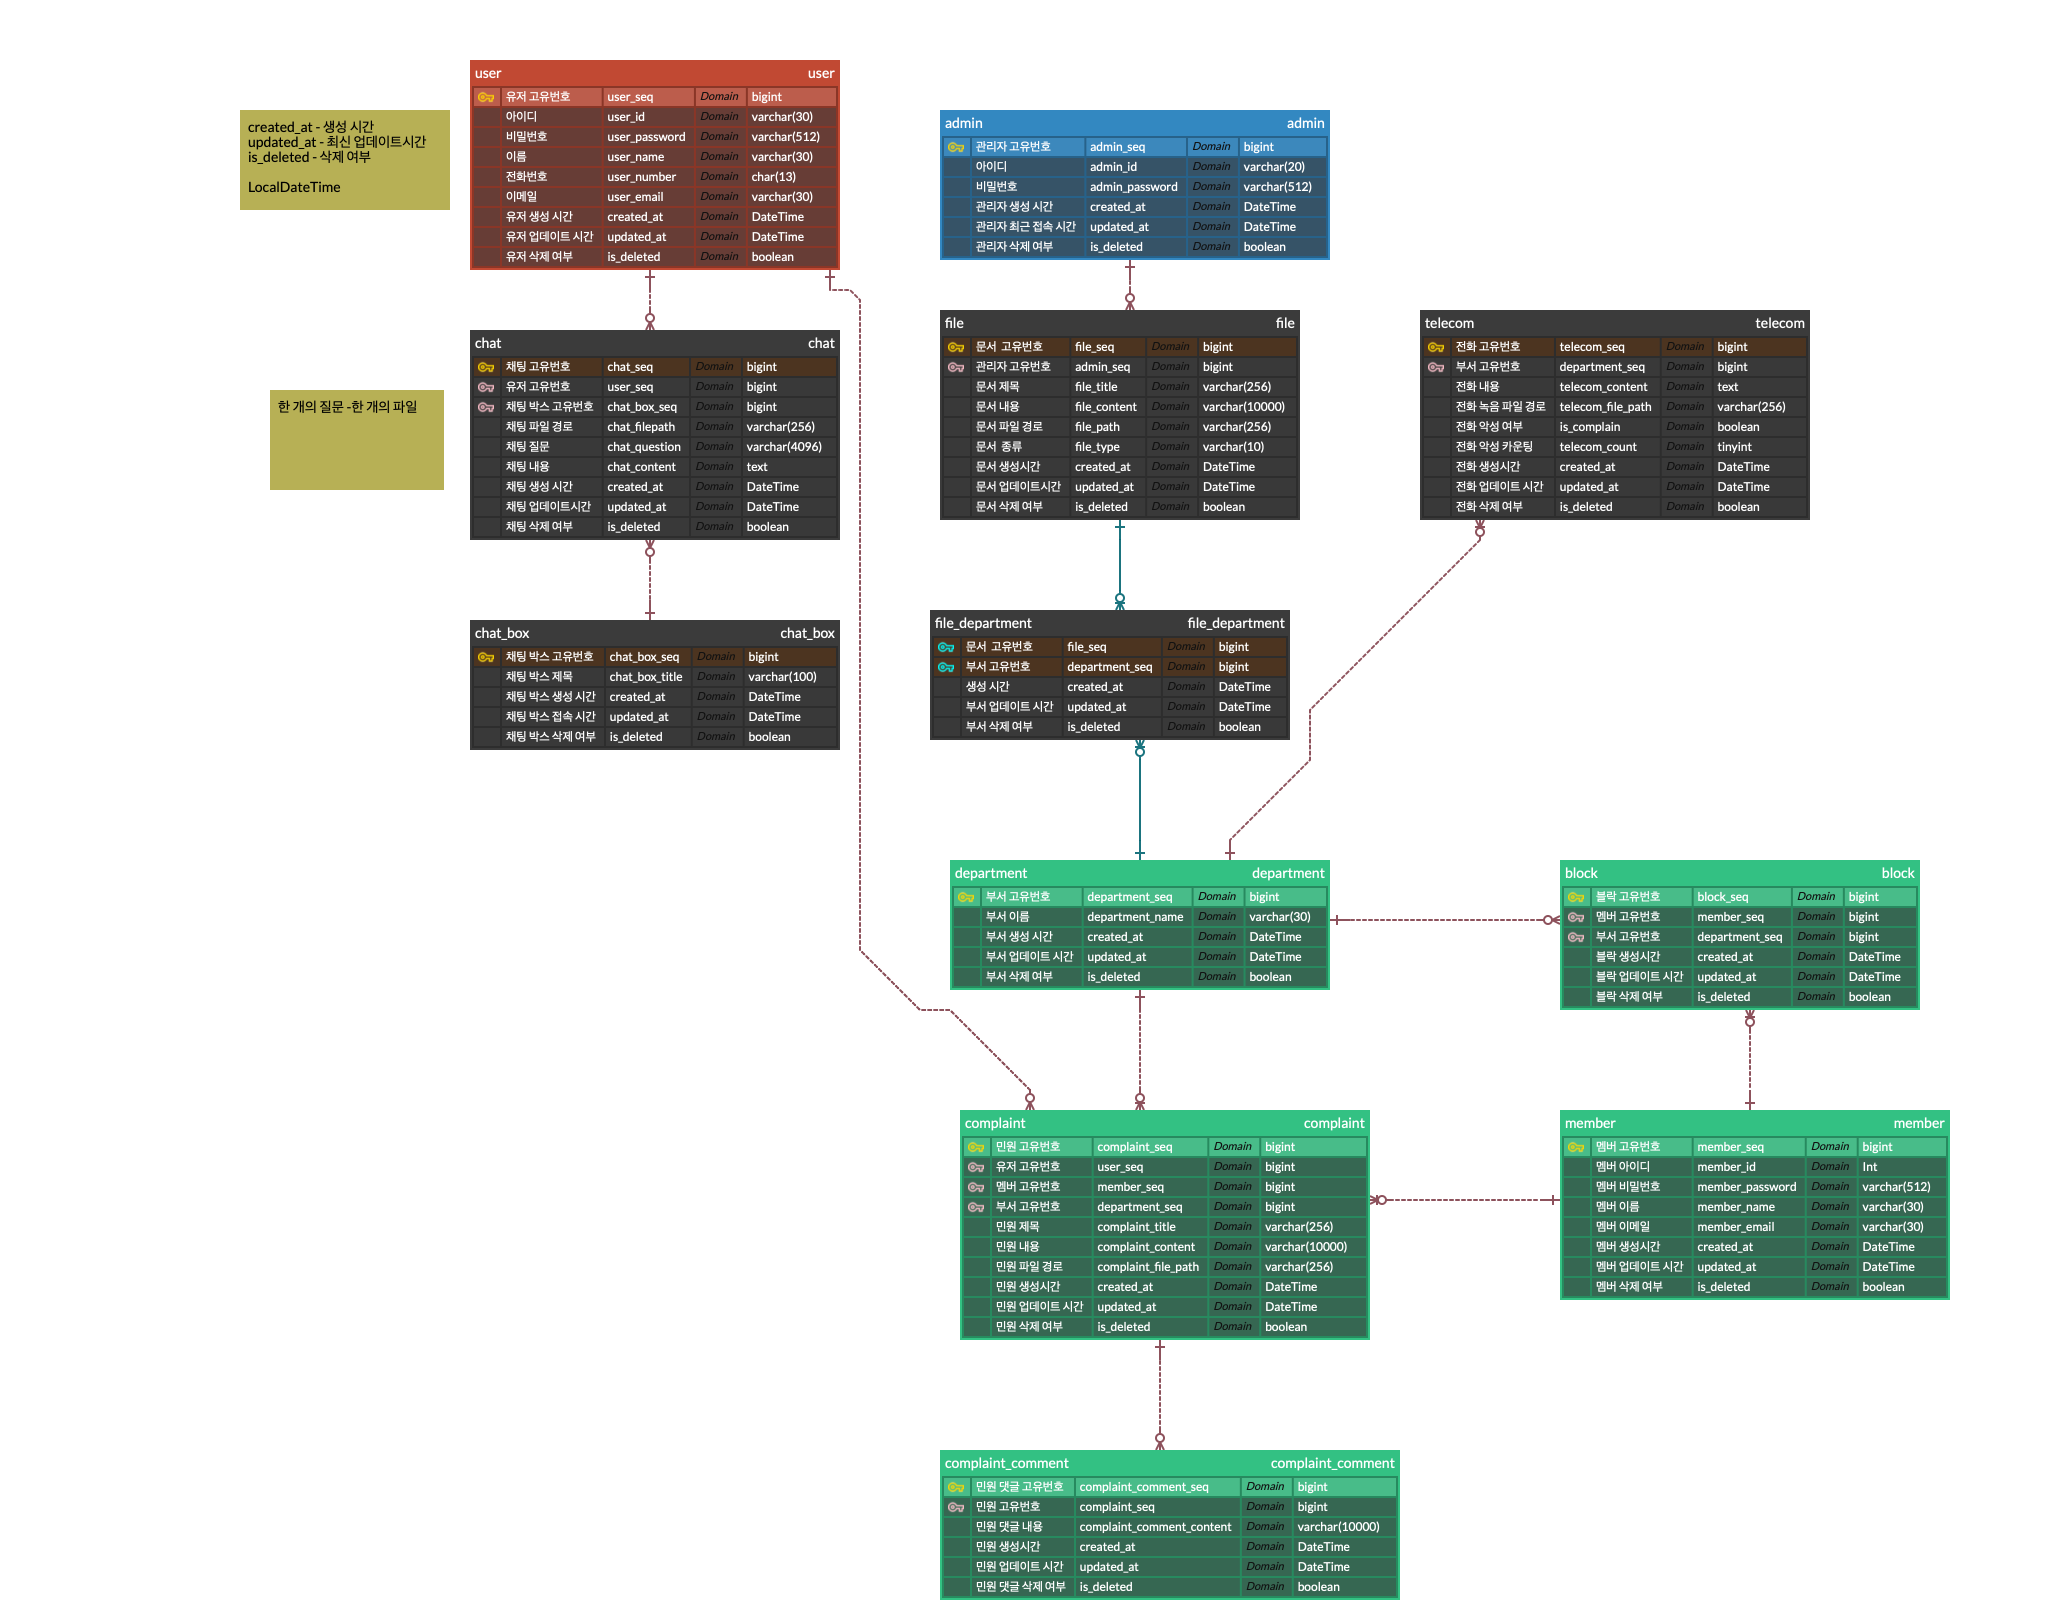 created_at - 생성 시간
updated_at - 최신 업데이트시간
is_deleted - 삭제 여부
LocalDateTime
한 개의 질문 -한 개의 파일
user user
유저 고유번호 user_seq Domain bigint
아이디 user_id Domain varchar(30)
비밀번호 user_password Domain varchar(512)
이름 user_name Domain varchar(30)
전화번호 user_number Domain char(13)
이메일 user_email Domain varchar(30)
유저 생성 시간 created_at Domain DateTime
유저 업데이트 시간 updated_at Domain DateTime
유저 삭제 여부 is_deleted Domain boolean
chat chat
채팅 고유번호 chat_seq Domain bigint
유저 고유번호 user_seq Domain bigint
채팅 박스 고유번호 chat_box_seq Domain bigint
채팅 파일 경로 chat_filepath Domain varchar(256)
채팅 질문 chat_question Domain varchar(4096)
채팅 내용 chat_content Domain text
채팅 생성 시간 created_at Domain DateTime
채팅 업데이트시간 updated_at Domain DateTime
채팅 삭제 여부 is_deleted Domain boolean
chat_box chat_box
채팅 박스 고유번호 chat_box_seq Domain bigint
채팅 박스 제목 chat_box_title Domain varchar(100)
채팅 박스 생성 시간 created_at Domain DateTime
채팅 박스 접속 시간 updated_at Domain DateTime
채팅 박스 삭제 여부 is_deleted Domain boolean
admin admin
관리자 고유번호 admin_seq Domain bigint
아이디 admin_id Domain varchar(20)
비밀번호 admin_password Domain varchar(512)
관리자 생성 시간 created_at Domain DateTime
관리자 최근 접속 시간 updated_at Domain DateTime
관리자 삭제 여부 is_deleted Domain boolean
file file
문서 고유번호 file_seq Domain bigint
관리자 고유번호 admin_seq Domain bigint
문서 제목 file_title Domain varchar(256)
문서 내용 file_content Domain varchar(10000)
문서 파일 경로 file_path Domain varchar(256)
문서 종류 file_type Domain varchar(10)
문서 생성시간 created_at Domain DateTime
문서 업데이트시간 updated_at Domain DateTime
문서 삭제 여부 is_deleted Domain boolean
telecom telecom
전화 고유번호 telecom_seq Domain bigint
부서 고유번호 department_seq Domain bigint
전화 내용 telecom_content Domain text
전화 녹음 파일 경로 telecom_file_path Domain varchar(256)
전화 악성 여부 is_complain Domain boolean
전화 악성 카운팅 telecom_count Domain tinyint
전화 생성시간 created_at Domain DateTime
전화 업데이트 시간 updated_at Domain DateTime
전화 삭제 여부 is_deleted Domain boolean
file_department file_department
문서 고유번호 file_seq Domain bigint
부서 고유번호 department_seq Domain bigint
생성 시간 created_at Domain DateTime
부서 업데이트 시간 updated_at Domain DateTime
부서 삭제 여부 is_deleted Domain boolean
department department
부서 고유번호 department_seq Domain bigint
부서 이름 department_name Domain varchar(30)
부서 생성 시간 created_at Domain DateTime
부서 업데이트 시간 updated_at Domain DateTime
부서 삭제 여부 is_deleted Domain boolean
block block
블락 고유번호 block_seq Domain bigint
멤버 고유번호 member_seq Domain bigint
부서 고유번호 department_seq Domain bigint
블락 생성시간 created_at Domain DateTime
블락 업데이트 시간 updated_at Domain DateTime
블락 삭제 여부 is_deleted Domain boolean
complaint complaint
민원 고유번호 complaint_seq Domain bigint
유저 고유번호 user_seq Domain bigint
멤버 고유번호 member_seq Domain bigint
부서 고유번호 department_seq Domain bigint
민원 제목 complaint_title Domain varchar(256)
민원 내용 complaint_content Domain varchar(10000)
민원 파일 경로 complaint_file_path Domain varchar(256)
민원 생성시간 created_at Domain DateTime
민원 업데이트 시간 updated_at Domain DateTime
민원 삭제 여부 is_deleted Domain boolean
member member
멤버 고유번호 member_seq Domain bigint
멤버 아이디 member_id Domain Int
멤버 비밀번호 member_password Domain varchar(512)
멤버 이름 member_name Domain varchar(30)
멤버 이메일 member_email Domain varchar(30)
멤버 생성시간 created_at Domain DateTime
멤버 업데이트 시간 updated_at Domain DateTime
멤버 삭제 여부 is_deleted Domain boolean
complaint_comment complaint_comment
민원 댓글 고유번호 complaint_comment_seq Domain bigint
민원 고유번호 complaint_seq Domain bigint
민원 댓글 내용 complaint_comment_content Domain varchar(10000)
민원 생성시간 created_at Domain DateTime
민원 업데이트 시간 updated_at Domain DateTime
민원 댓글 삭제 여부 is_deleted Domain boolean